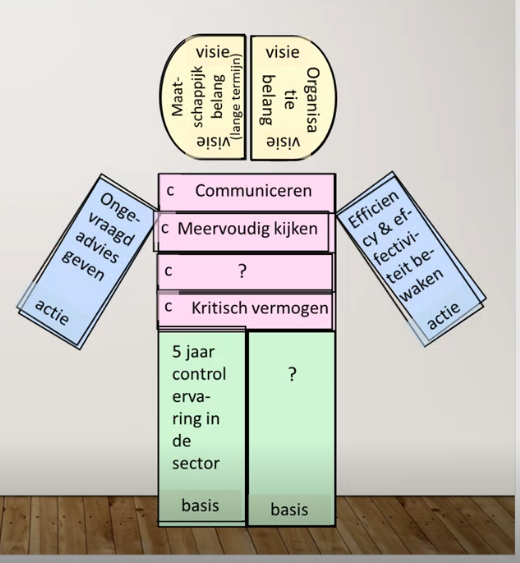 visie
Maat-
schappijk
belang
(lange termijn)
visie
visie
Organisa
tie
belang
visie
Onge-
vraagd
advies
geven
actie
c Communiceren
c Meervoudig kijken
c ?
c Kritisch vermogen
Efficien
cy & ef-
fectivi-
teit be-
waken
actie
5 jaar
control
erva-
ring in
de
sector
basis
?
basis